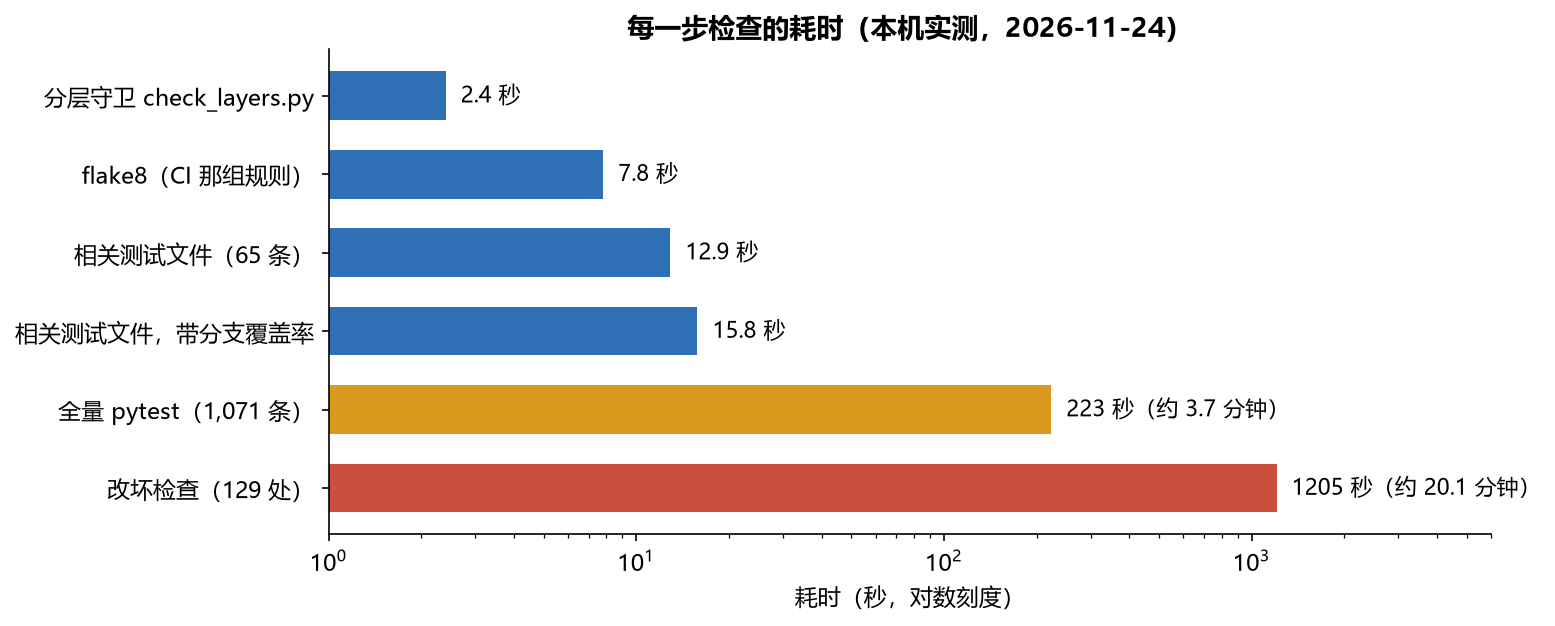 每一步检查的耗时（本机实测，2026-11-24）
分层守卫 check_layers.py
2.4 秒
flake8（CI 那组规则）
7.8 秒
相关测试文件（65 条）
12.9 秒
相关测试文件，带分支覆盖率
15.8 秒
全量 pytest（1,071 条）
223 秒（约 3.7 分钟）
改坏检查（129 处）
1205 秒（约 20.1 分钟）
10⁰ 10¹ 10² 10³
耗时（秒，对数刻度）